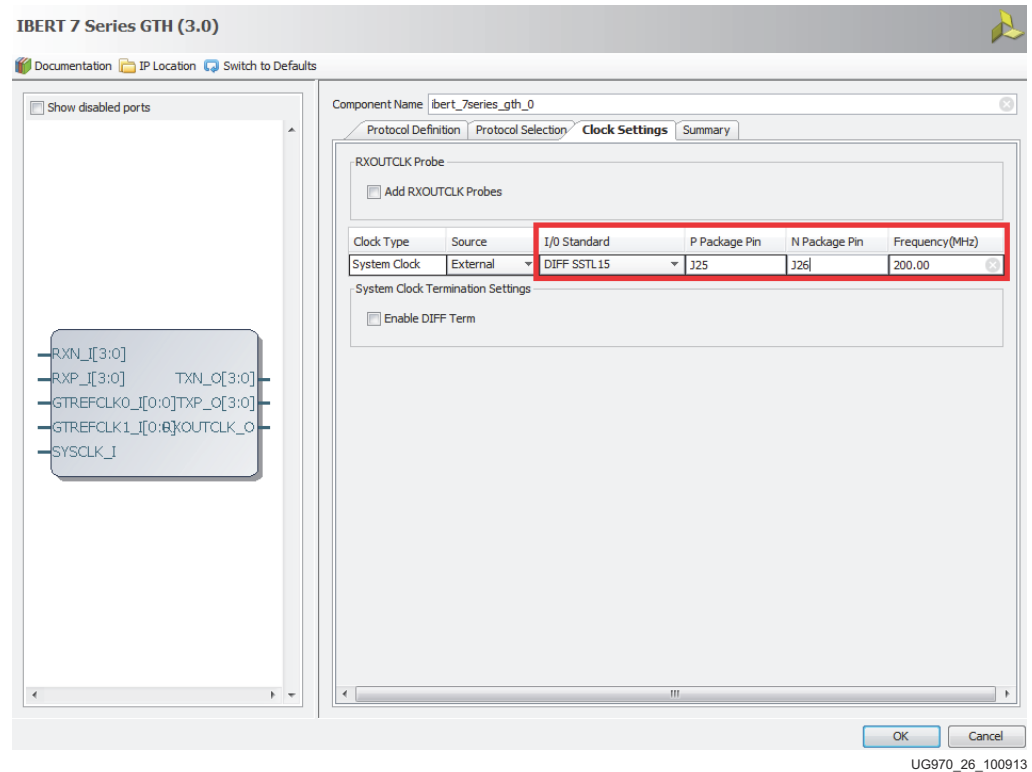 IBERT 7 Series GTH (3.0)
Documentation IP Location Switch to Defaults
Show disabled ports
Component Name ibert_7series_gth_0
Protocol Definition Protocol Selection Clock Settings Summary
RXOUTCLK Probe
Add RXOUTCLK Probes
Clock Type Source I/0 Standard P Package Pin N Package Pin Frequency(MHz)
System Clock External DIFF SSTL15 J25 J26 200.00
System Clock Termination Settings
Enable DIFF Term
RXN_I[3:0]
RXP_I[3:0] TXN_O[3:0]
GTREFCLK0_I[0:0] TXP_O[3:0]
GTREFCLK1_I[0:0] RXOUTCLK_O
SYSCLK_I
OK Cancel
UG970_26_100913